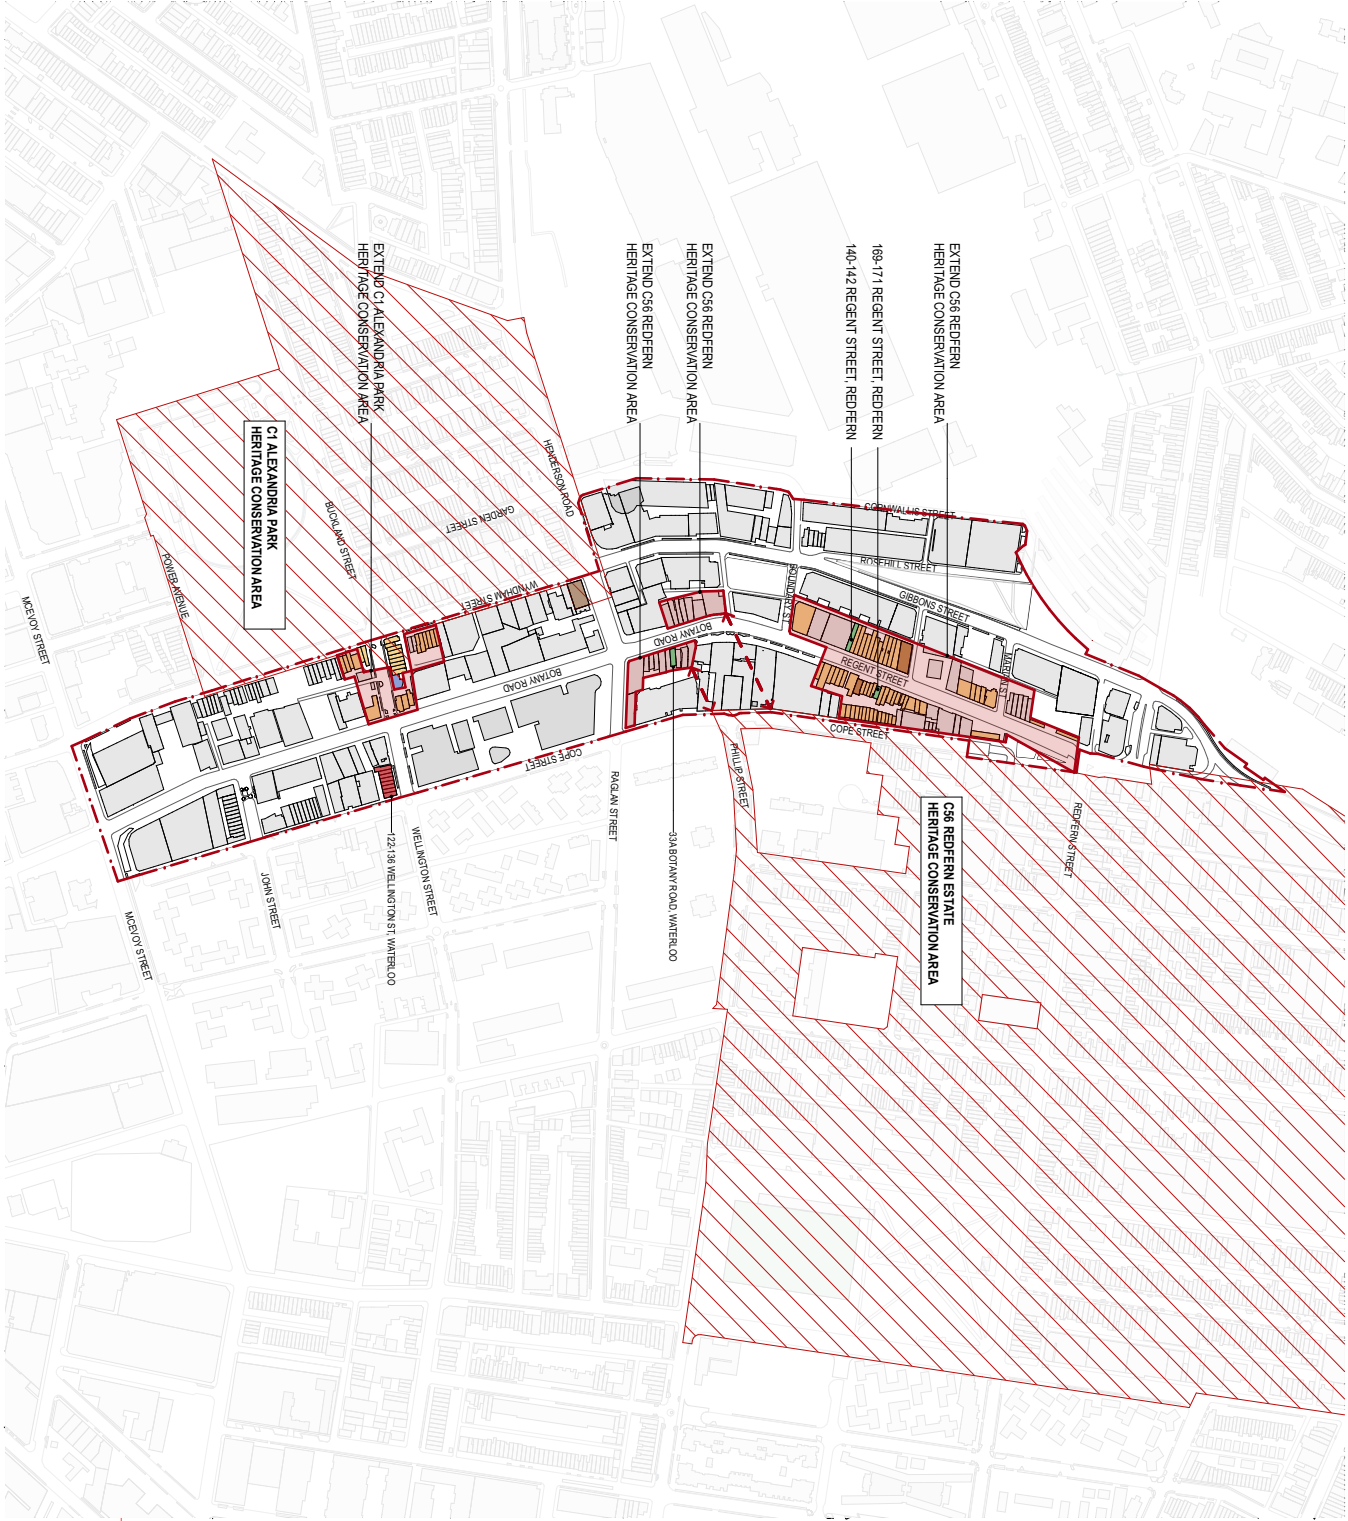 EXTEND C56 REDFERN
HERITAGE CONSERVATION AREA
169-171 REGENT STREET, REDFERN
140-142 REGENT STREET, REDFERN
EXTEND C56 REDFERN
HERITAGE CONSERVATION AREA
EXTEND C56 REDFERN
HERITAGE CONSERVATION AREA
EXTEND C1 ALEXANDRIA PARK
HERITAGE CONSERVATION AREA
C1 ALEXANDRIA PARK
HERITAGE CONSERVATION AREA
C56 REDFERN ESTATE
HERITAGE CONSERVATION AREA
CORNWALLIS STREET
ROSEHILL STREET
GIBBONS STREET
BOUNDARY ST
REGENT STREET
COPE STREET
REDFERN STREET
PHILLIP STREET
HENDERSON ROAD
GARDEN STREET
WYNDHAM STREET
BUCKLAND STREET
POWER AVENUE
MCEVOY STREET
BOTANY ROAD
BOTANY ROAD
COPE STREET
RAGLAN STREET
33A BOTANY ROAD, WATERLOO
WELLINGTON STREET
122-136 WELLINGTON ST, WATERLOO
JOHN STREET
MCEVOY STREET